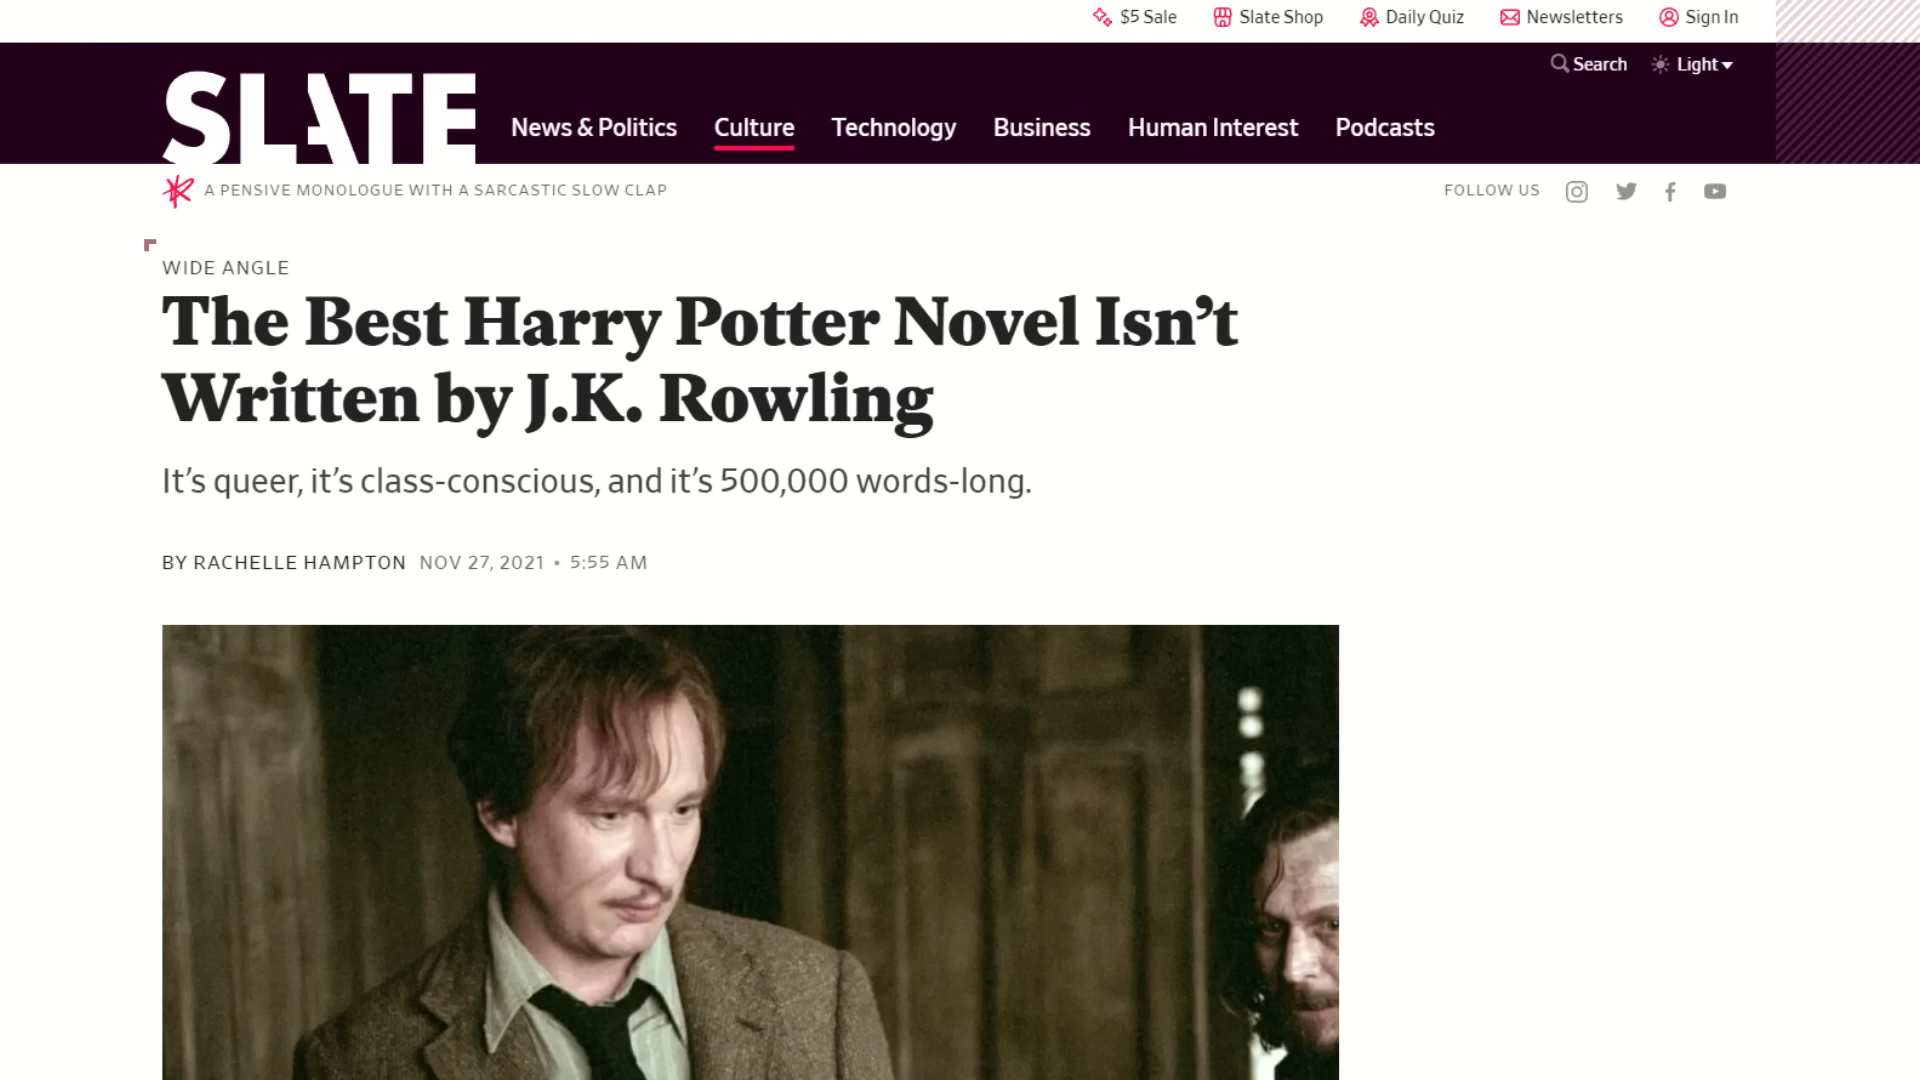 $5 Sale Slate Shop Daily Quiz Newsletters Sign In
Search Light
SLATE News & Politics Culture Technology Business Human Interest Podcasts
A PENSIVE MONOLOGUE WITH A SARCASTIC SLOW CLAP FOLLOW US
WIDE ANGLE
The Best Harry Potter Novel Isn’t
Written by J.K. Rowling
It’s queer, it’s class-conscious, and it’s 500,000 words-long.
BY RACHELLE HAMPTON NOV 27, 2021 • 5:55 AM